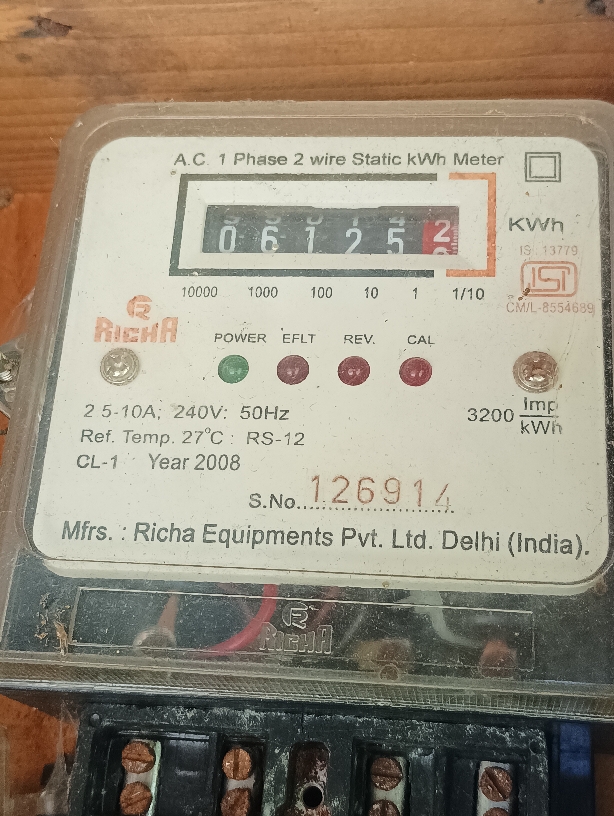 A.C. 1 Phase 2 wire Static kWh Meter
0 6 1 2 5 2
KWh
IS: 13779
ISI
CM/L-8554689
10000 1000 100 10 1 1/10
RICHA
POWER EFLT REV. CAL
2 5-10A; 240V: 50Hz
3200 Imp
kWh
Ref. Temp. 27°C : RS-12
CL-1 Year 2008
S.No. 126914
Mfrs. : Richa Equipments Pvt. Ltd. Delhi (India).
RICHA